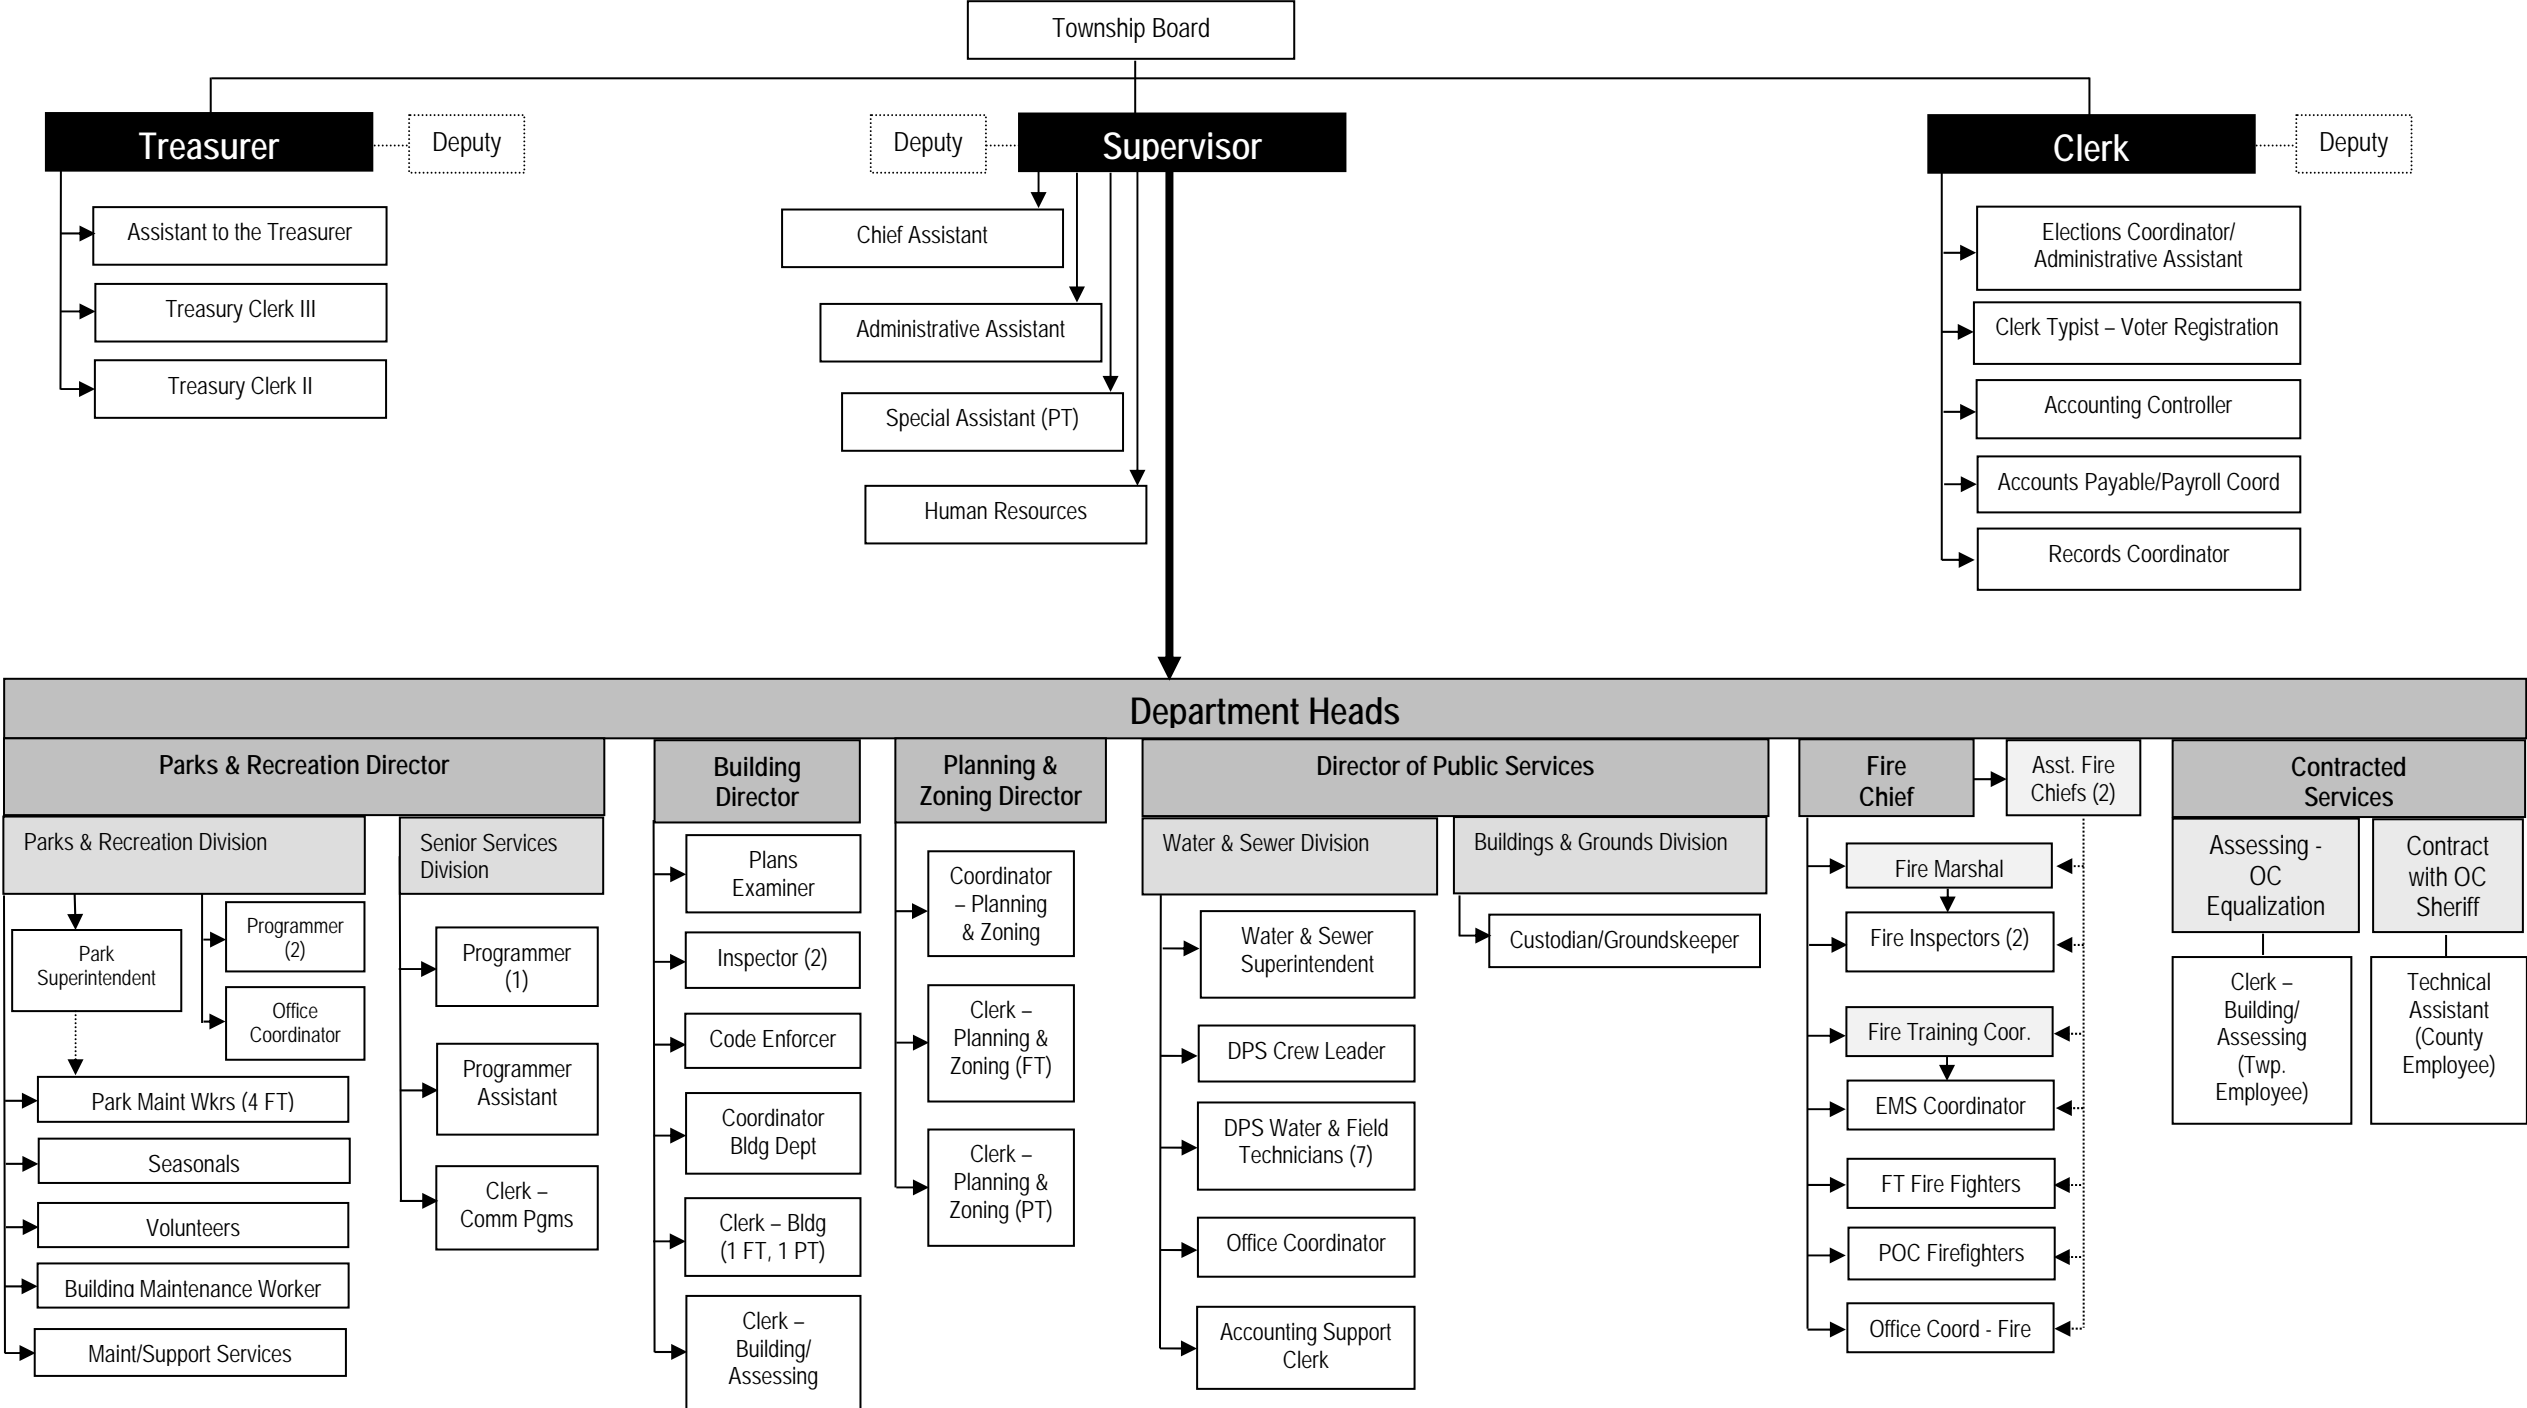 Township Board
Treasurer
Deputy
Deputy
Supervisor
Clerk
Deputy
Assistant to the Treasurer
Treasury Clerk III
Treasury Clerk II
Chief Assistant
Administrative Assistant
Special Assistant (PT)
Human Resources
Elections Coordinator/
Administrative Assistant
Clerk Typist – Voter Registration
Accounting Controller
Accounts Payable/Payroll Coord
Records Coordinator
Department Heads
Parks & Recreation Director
Parks & Recreation Division
Park
Superintendent
Programmer
(2)
Office
Coordinator
Park Maint Wkrs (4 FT)
Seasonals
Volunteers
Building Maintenance Worker
Maint/Support Services
Senior Services
Division
Programmer
(1)
Programmer
Assistant
Clerk –
Comm Pgms
Building
Director
Plans
Examiner
Inspector (2)
Code Enforcer
Coordinator
Bldg Dept
Clerk – Bldg
(1 FT, 1 PT)
Clerk –
Building/
Assessing
Planning &
Zoning Director
Coordinator
– Planning
& Zoning
Clerk –
Planning &
Zoning (FT)
Clerk –
Planning &
Zoning (PT)
Director of Public Services
Water & Sewer Division
Water & Sewer
Superintendent
DPS Crew Leader
DPS Water & Field
Technicians (7)
Office Coordinator
Accounting Support
Clerk
Buildings & Grounds Division
Custodian/Groundskeeper
Fire
Chief
Asst. Fire
Chiefs (2)
Fire Marshal
Fire Inspectors (2)
Fire Training Coor.
EMS Coordinator
FT Fire Fighters
POC Firefighters
Office Coord - Fire
Contracted
Services
Assessing -
OC
Equalization
Clerk –
Building/
Assessing
(Twp.
Employee)
Contract
with OC
Sheriff
Technical
Assistant
(County
Employee)